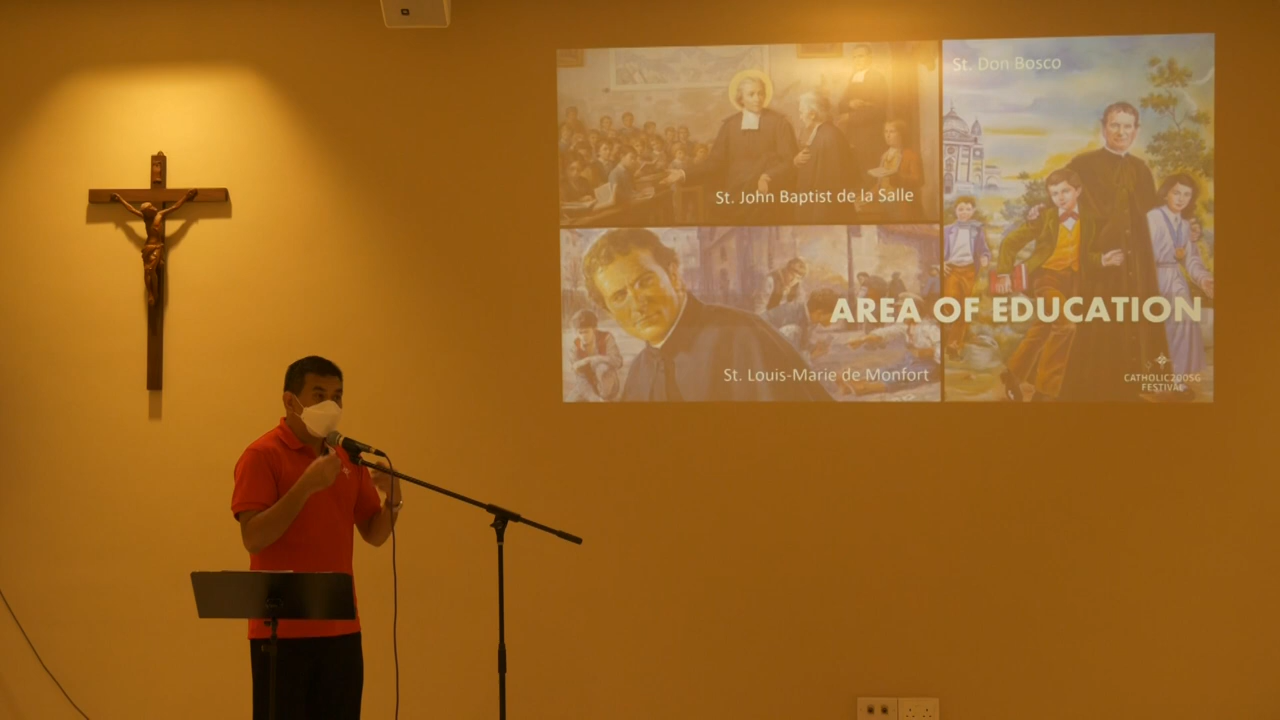 St. John Baptist de la Salle
St. Don Bosco
St. Louis-Marie de Monfort
AREA OF EDUCATION
CATHOLIC200SG
FESTIVAL